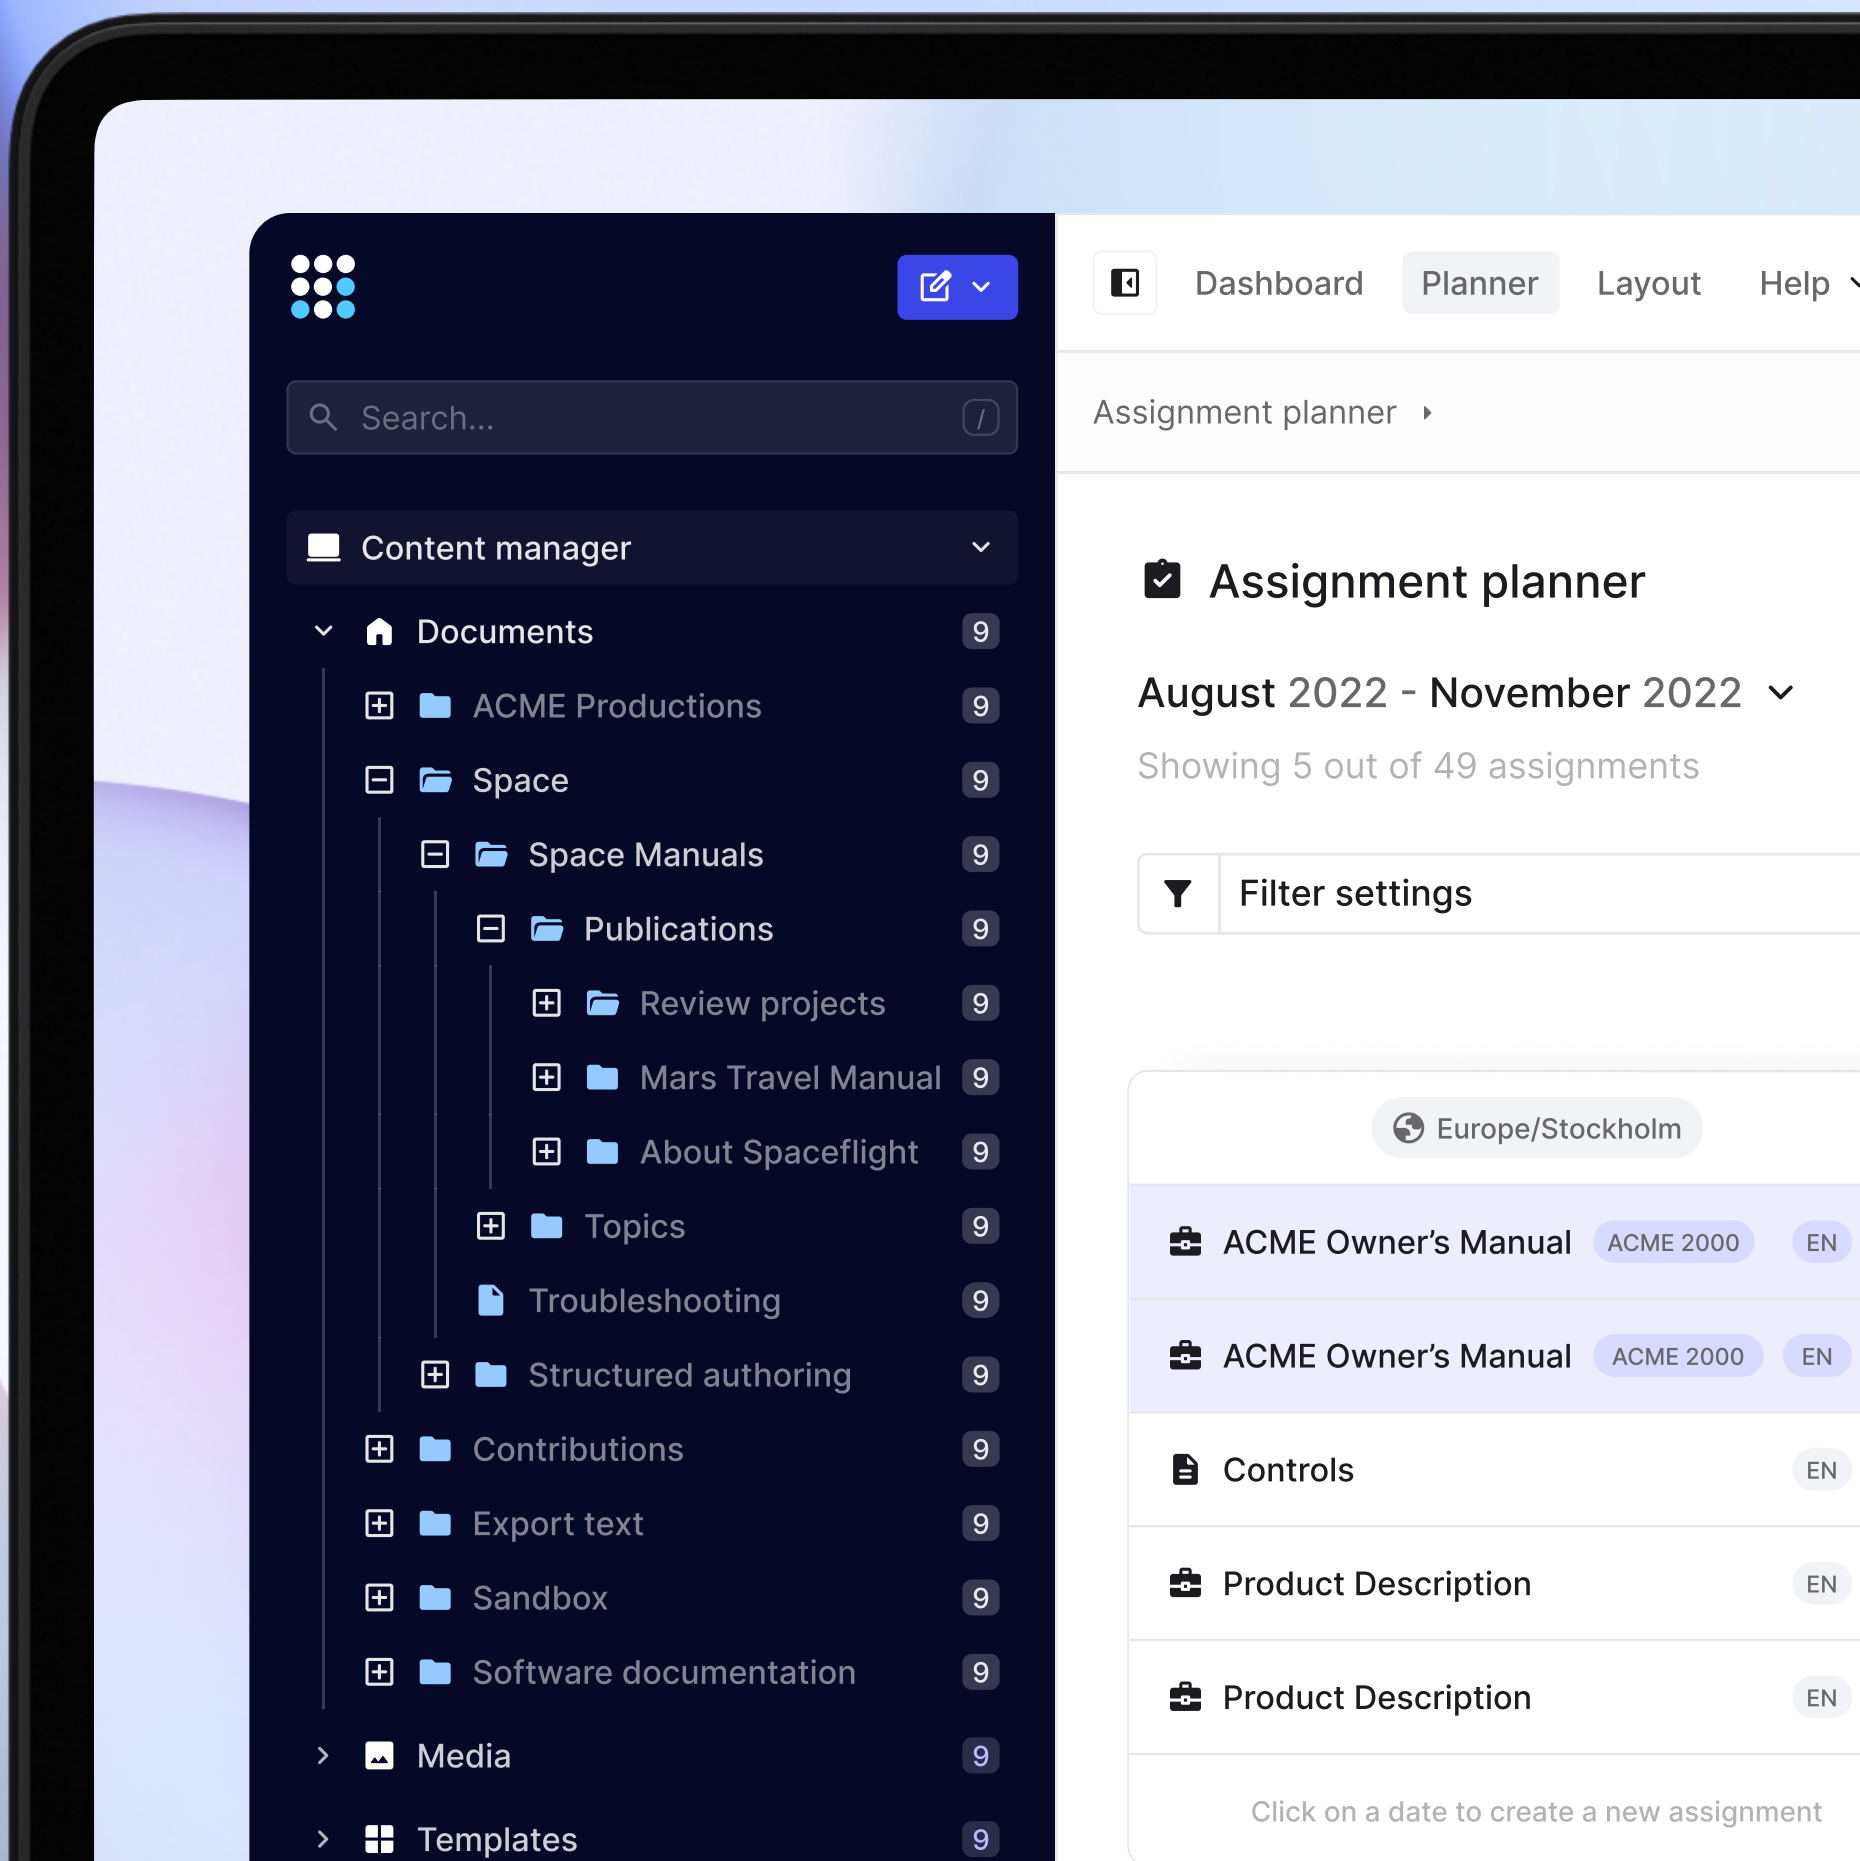 Search...
/
Content manager
Documents 9
ACME Productions 9
Space 9
Space Manuals 9
Publications 9
Review projects 9
Mars Travel Manual 9
About Spaceflight 9
Topics 9
Troubleshooting 9
Structured authoring 9
Contributions 9
Export text 9
Sandbox 9
Software documentation 9
Media 9
Templates 9
Dashboard Planner Layout Help
Assignment planner
Assignment planner
August 2022 - November 2022
Showing 5 out of 49 assignments
Filter settings
Europe/Stockholm
ACME Owner’s Manual ACME 2000 EN
ACME Owner’s Manual ACME 2000 EN
Controls EN
Product Description EN
Product Description EN
Click on a date to create a new assignment